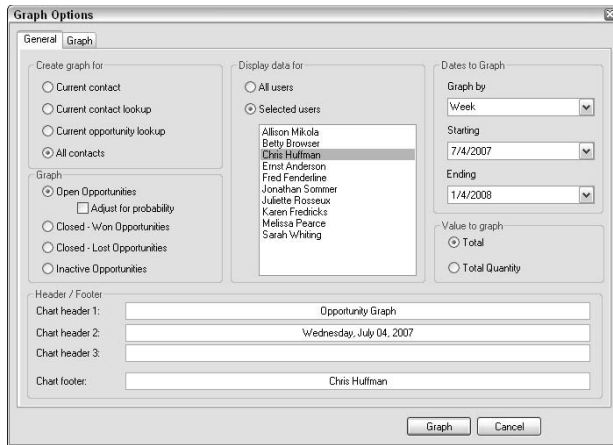 Graph Options
General Graph
Create graph for
Current contact
Current contact lookup
Current opportunity lookup
All contacts
Graph
Open Opportunities
Adjust for probability
Closed - Won Opportunities
Closed - Lost Opportunities
Inactive Opportunities
Display data for
All users
Selected users
Allison Mikola
Betty Browser
Chris Huffman
Ernst Anderson
Fred Fenderline
Jonathan Sommer
Juliette Rosseux
Karen Fredricks
Melissa Pearce
Sarah Whiting
Dates to Graph
Graph by
Week
Starting
7/4/2007
Ending
1/4/2008
Value to graph
Total
Total Quantity
Header / Footer
Chart header 1: Opportunity Graph
Chart header 2: Wednesday, July 04, 2007
Chart header 3:
Chart footer: Chris Huffman
Graph Cancel